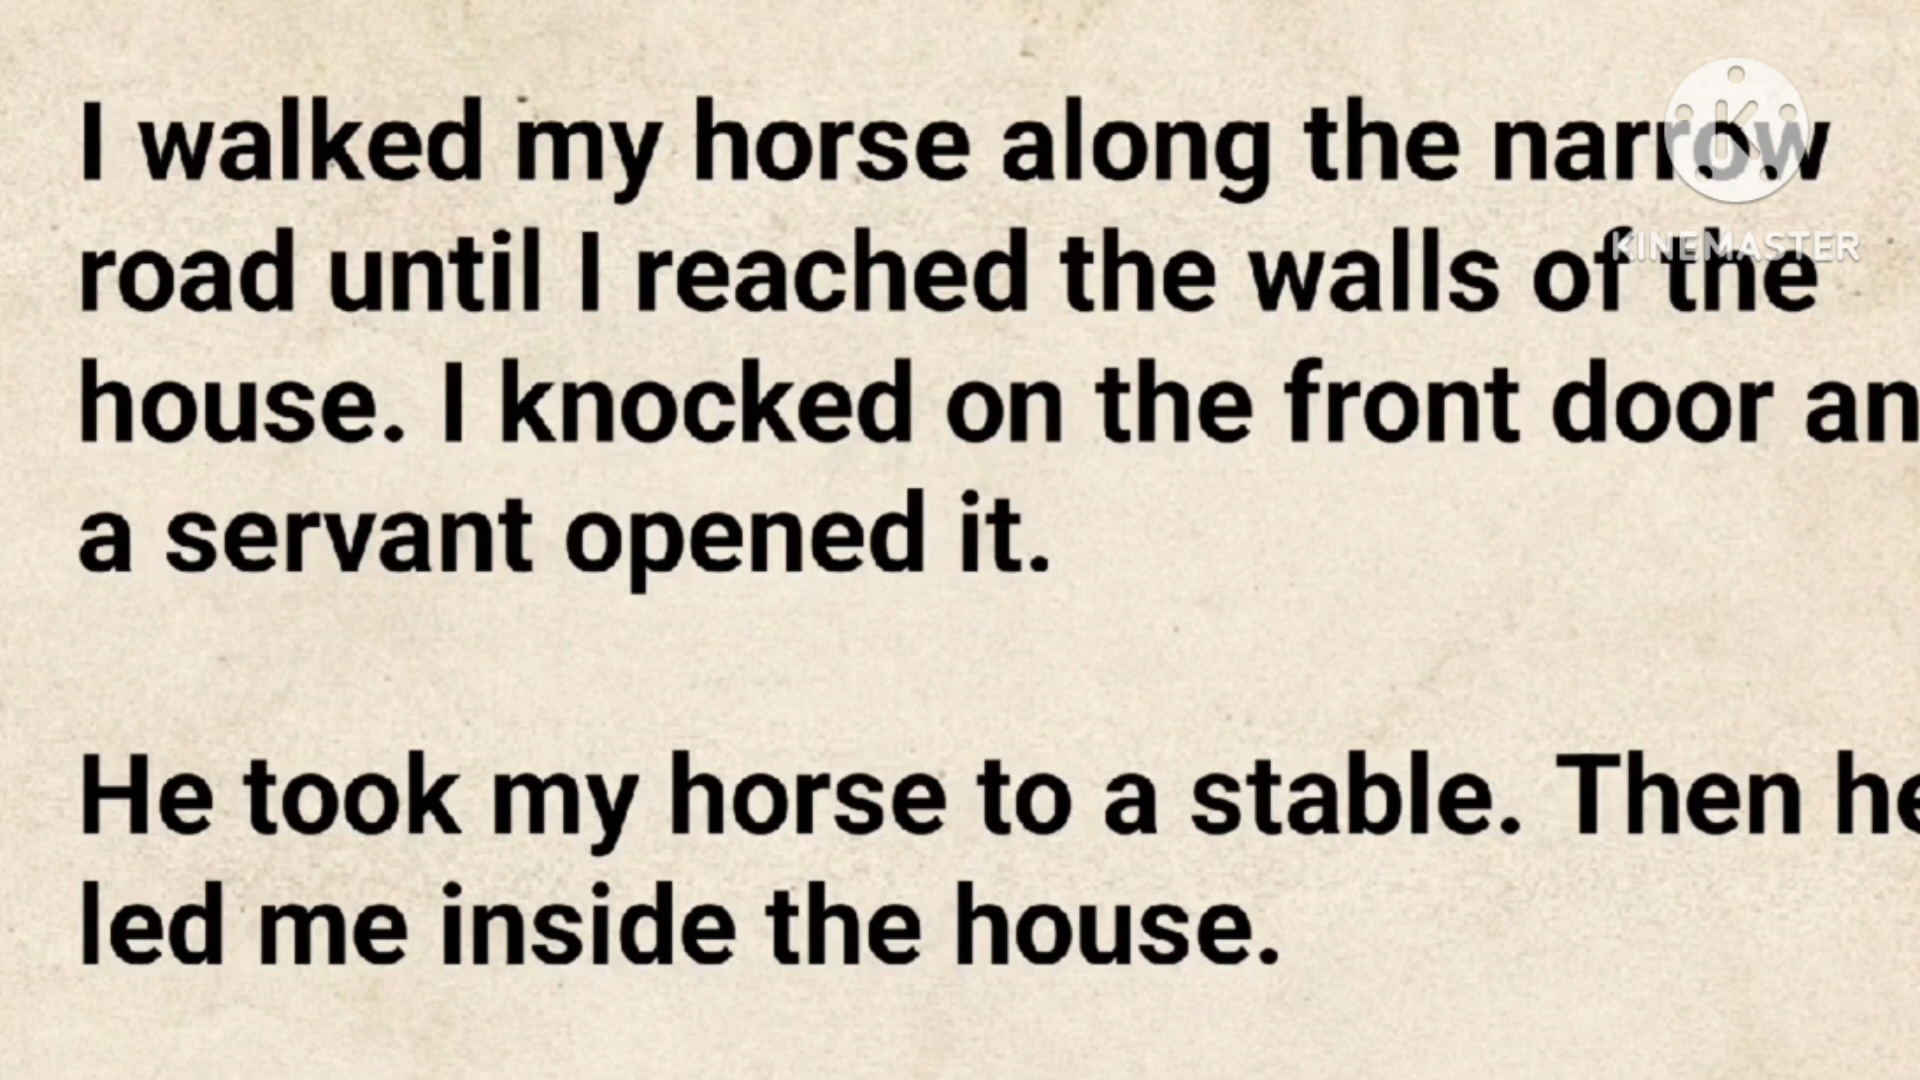 I walked my horse along the narrow
road until I reached the walls of the
house. I knocked on the front door an
a servant opened it.
He took my horse to a stable. Then he
led me inside the house.
KINEMASTER